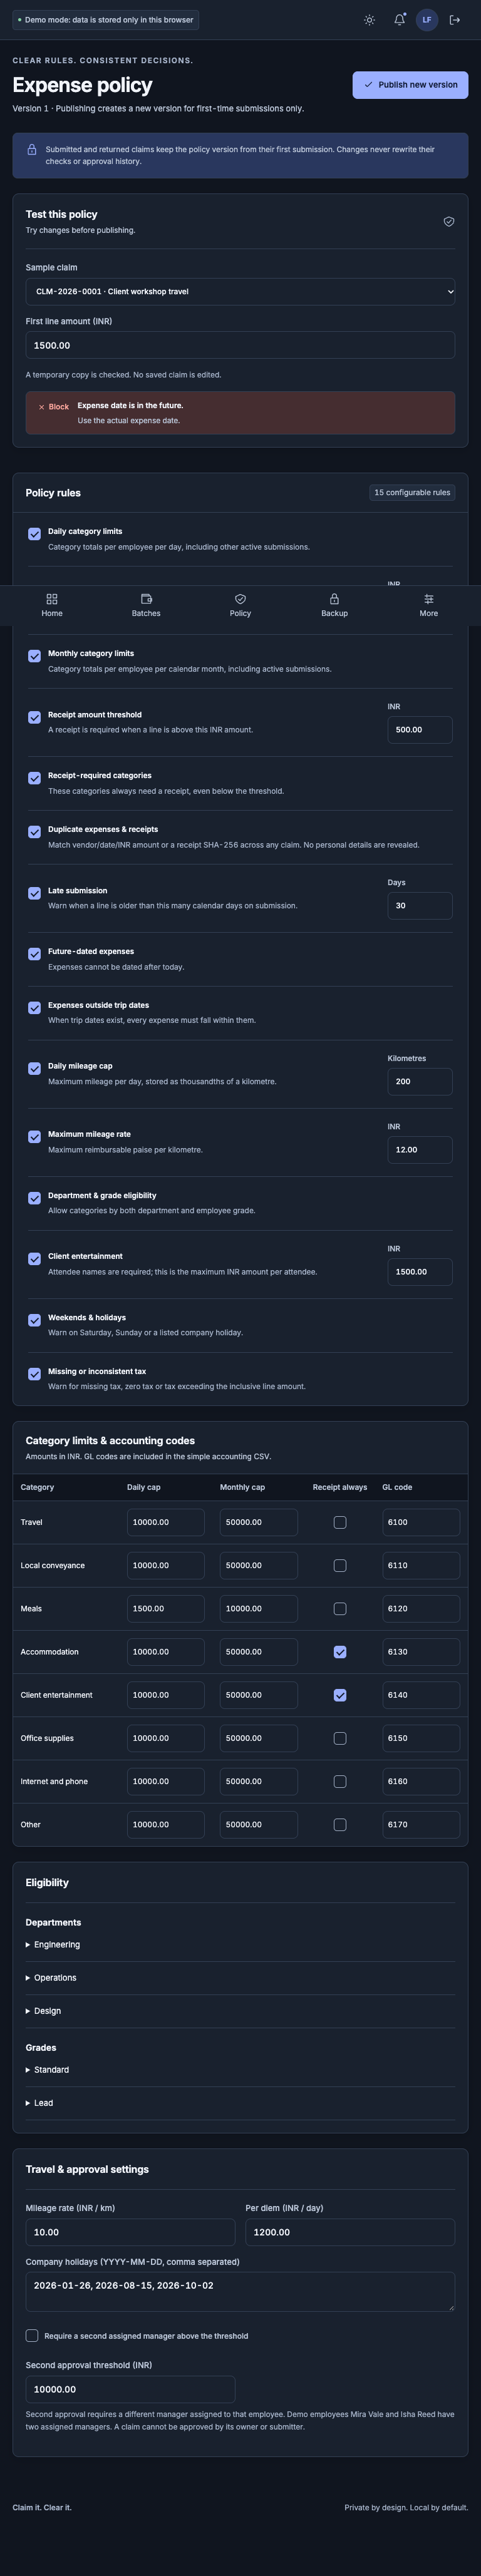 Demo mode: data is stored only in this browser
LF
CLEAR RULES. CONSISTENT DECISIONS.
Expense policy
Publish new version
Version 1 · Publishing creates a new version for first-time submissions only.
Submitted and returned claims keep the policy version from their first submission. Changes never rewrite their
checks or approval history.
Test this policy
Try changes before publishing.
Sample claim
CLM-2026-0001 · Client workshop travel
First line amount (INR)
1500.00
A temporary copy is checked. No saved claim is edited.
Block
Expense date is in the future.
Use the actual expense date.
Policy rules
15 configurable rules
Daily category limits
Category totals per employee per day, including other active submissions.
INR
Home
Batches
Policy
Backup
More
Monthly category limits
Category totals per employee per calendar month, including active submissions.
Receipt amount threshold
A receipt is required when a line is above this INR amount.
INR
500.00
Receipt-required categories
These categories always need a receipt, even below the threshold.
Duplicate expenses & receipts
Match vendor/date/INR amount or a receipt SHA-256 across any claim. No personal details are revealed.
Late submission
Warn when a line is older than this many calendar days on submission.
Days
30
Future-dated expenses
Expenses cannot be dated after today.
Expenses outside trip dates
When trip dates exist, every expense must fall within them.
Daily mileage cap
Maximum mileage per day, stored as thousandths of a kilometre.
Kilometres
200
Maximum mileage rate
Maximum reimbursable paise per kilometre.
INR
12.00
Department & grade eligibility
Allow categories by both department and employee grade.
Client entertainment
Attendee names are required; this is the maximum INR amount per attendee.
INR
1500.00
Weekends & holidays
Warn on Saturday, Sunday or a listed company holiday.
Missing or inconsistent tax
Warn for missing tax, zero tax or tax exceeding the inclusive line amount.
Category limits & accounting codes
Amounts in INR. GL codes are included in the simple accounting CSV.
Category Daily cap Monthly cap Receipt always GL code
Travel 10000.00 50000.00 6100
Local conveyance 10000.00 50000.00 6110
Meals 1500.00 10000.00 6120
Accommodation 10000.00 50000.00 6130
Client entertainment 10000.00 50000.00 6140
Office supplies 10000.00 50000.00 6150
Internet and phone 10000.00 50000.00 6160
Other 10000.00 50000.00 6170
Eligibility
Departments
Engineering
Operations
Design
Grades
Standard
Lead
Travel & approval settings
Mileage rate (INR / km)
10.00
Per diem (INR / day)
1200.00
Company holidays (YYYY-MM-DD, comma separated)
2026-01-26, 2026-08-15, 2026-10-02
Require a second assigned manager above the threshold
Second approval threshold (INR)
10000.00
Second approval requires a different manager assigned to that employee. Demo employees Mira Vale and Isha Reed have
two assigned managers. A claim cannot be approved by its owner or submitter.
Claim it. Clear it.
Private by design. Local by default.